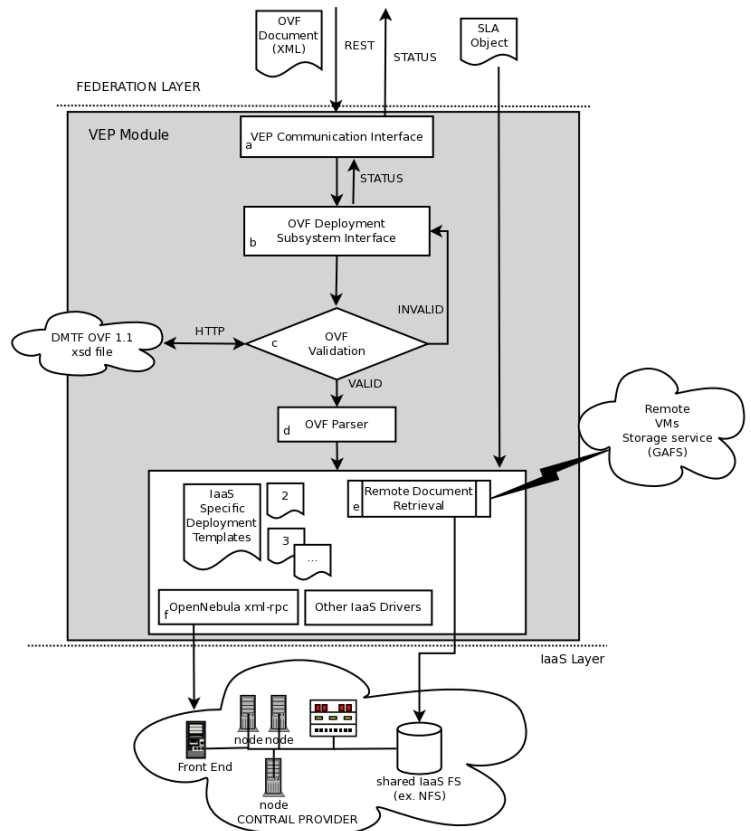 OVF
Document
(XML)
REST
STATUS
SLA
Object
FEDERATION LAYER
VEP Module
VEP Communication Interface
a
STATUS
OVF Deployment
Subsystem Interface
b
INVALID
HTTP
DMTF OVF 1.1
xsd file
c
OVF
Validation
VALID
OVF Parser
d
Remote
VMs
Storage service
(GAFS)
IaaS
Specific
Deployment
Templates
2
3
...
Remote Document
Retrieval
e
OpenNebula xml-rpc
f
Other IaaS Drivers
IaaS Layer
node
node
Front End
node
shared IaaS FS
(ex. NFS)
CONTRAIL PROVIDER